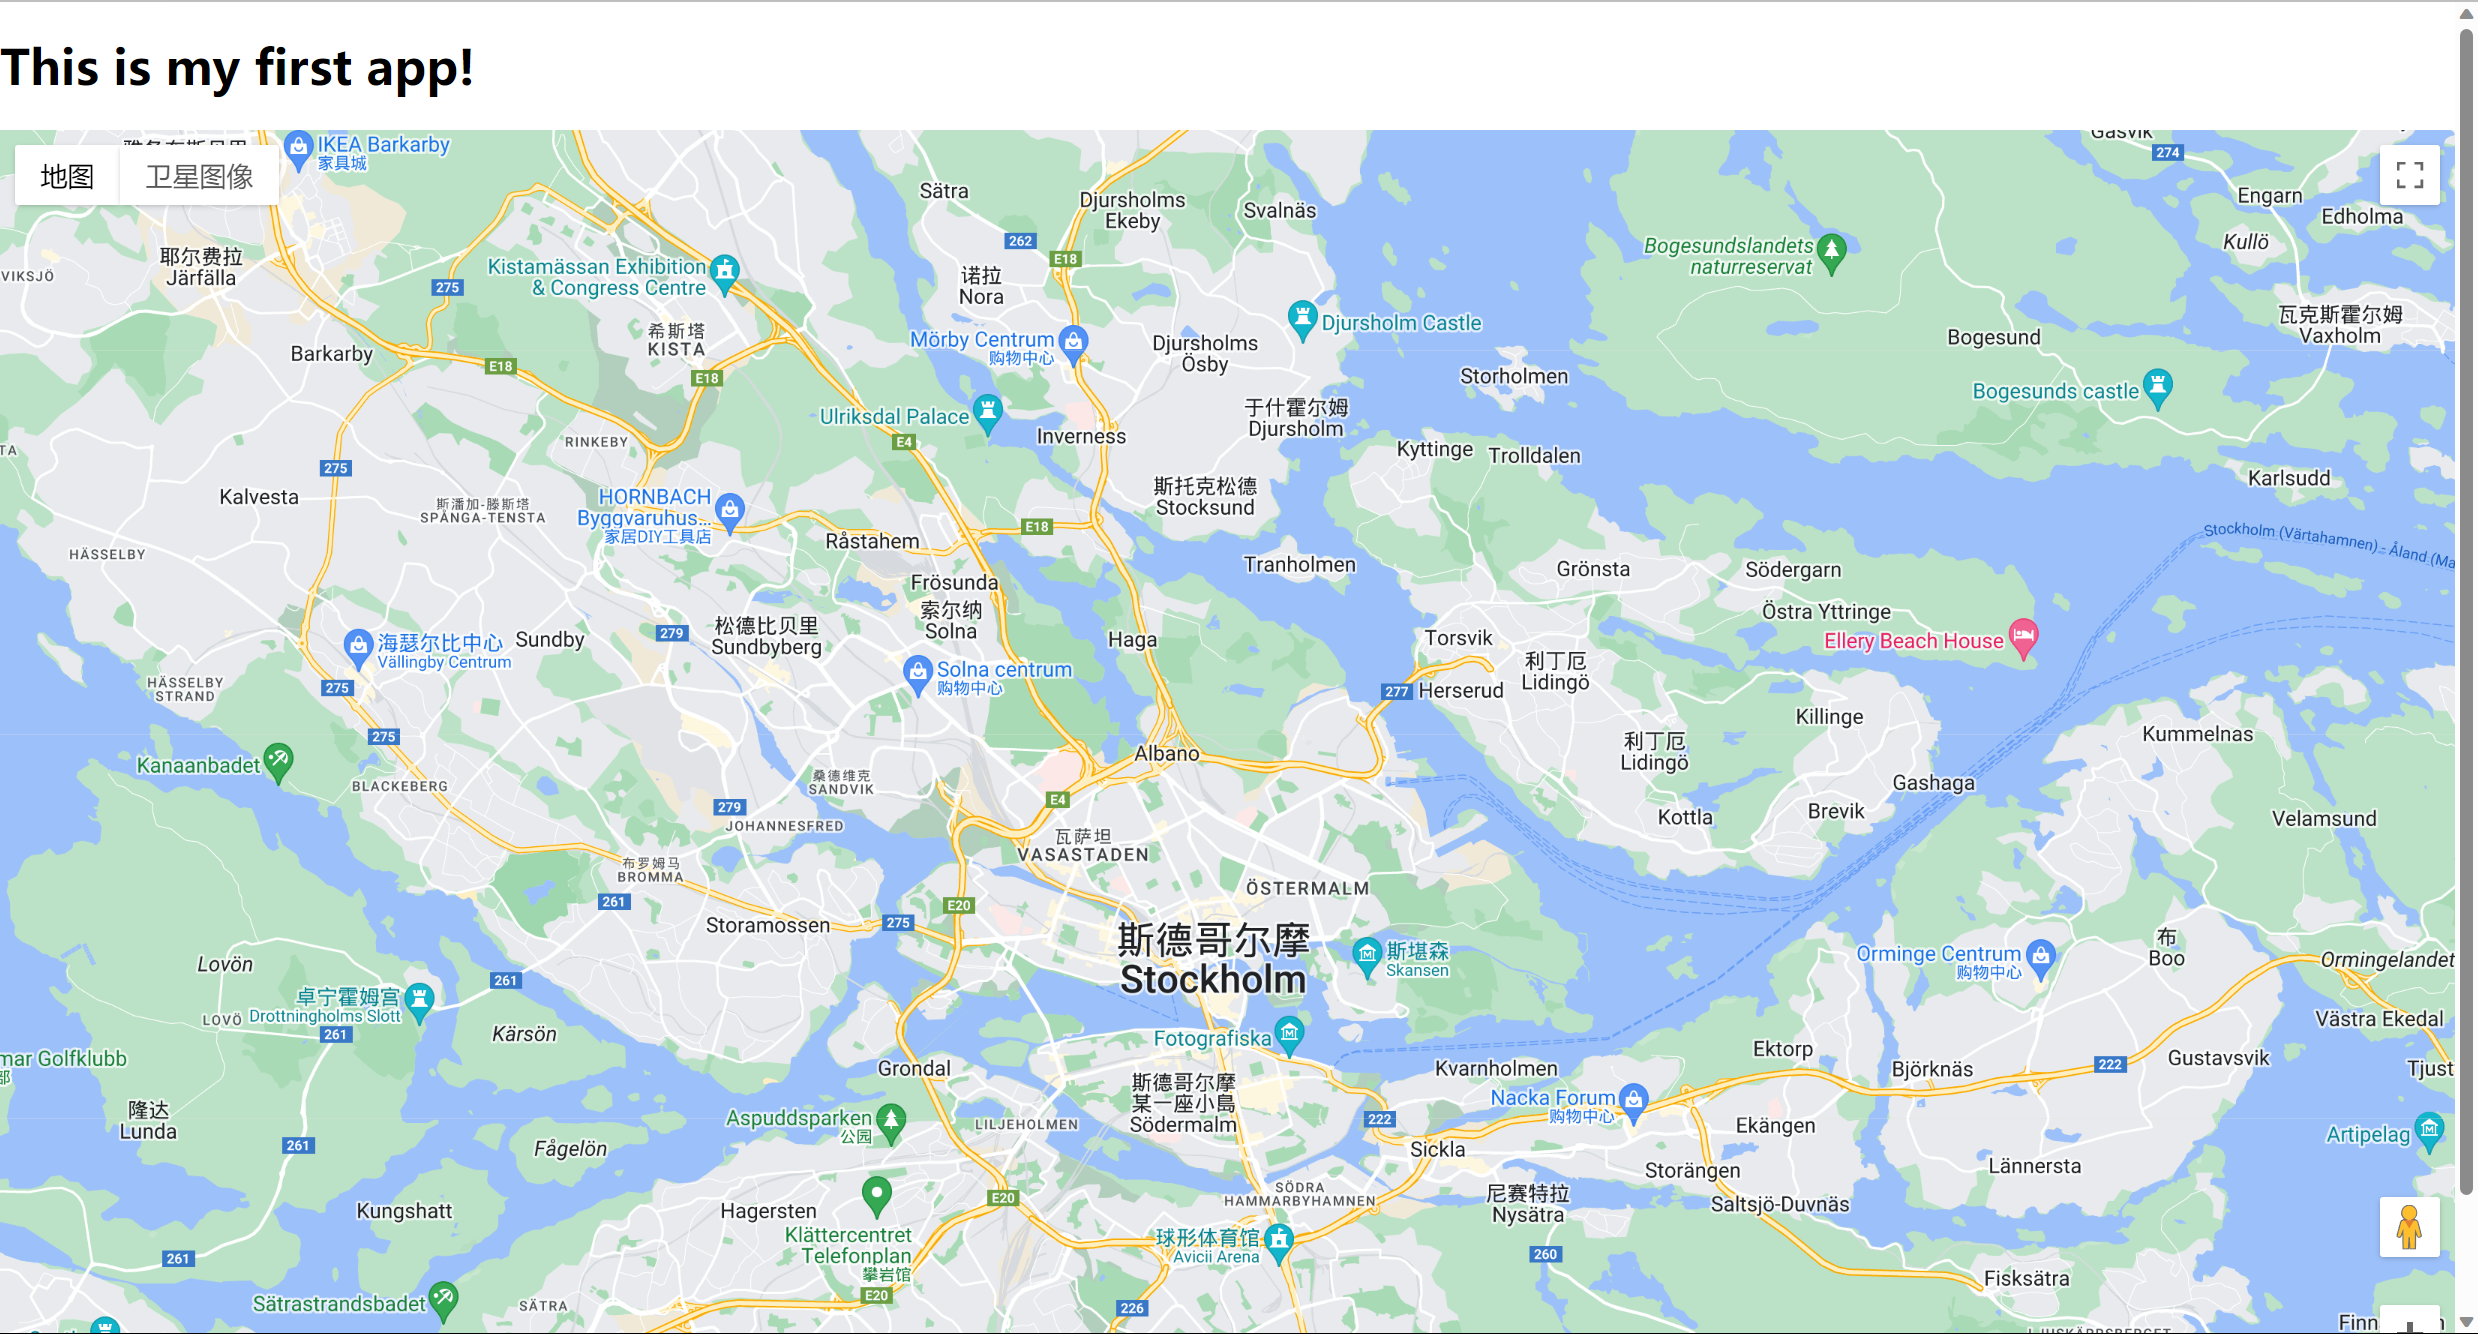 This is my first app!
地图
卫星图像
IKEA Barkarby
家具城
274
Engarn
Edholma
Kullö
Sätra
Djursholms
Ekeby
Svalnäs
262
E18
Bogesundslandets
naturreservat
耶尔费拉
Järfälla
VIKSJÖ
275
Kistamässan Exhibition
& Congress Centre
诺拉
Nora
希斯塔
KISTA
Mörby Centrum
购物中心
Djursholm Castle
Djursholms
Ösby
瓦克斯霍尔姆
Vaxholm
Bogesund
Barkarby
E18
E18
Storholmen
Bogesunds castle
Ulriksdal Palace
于什霍尔姆
Djursholm
RINKEBY
E4
Inverness
Kyttinge
Trolldalen
275
Karlsudd
Kalvesta
斯潘加-滕斯塔
SPÅNGA-TENSTA
HORNBACH
Byggvaruhus...
家居DIY工具店
斯托克松德
Stocksund
E18
Råstahem
Stockholm (Värtahamnen) - Åland (Ma
HÄSSELBY
Tranholmen
Grönsta
Södergarn
Frösunda
索尔纳
Solna
Östra Yttringe
Ellery Beach House
海瑟尔比中心
Vällingby Centrum
Sundby
279
松德比贝里
Sundbyberg
Haga
Torsvik
利丁厄
Lidingö
Solna centrum
购物中心
HÄSSELBY
STRAND
275
277
Herserud
Killinge
275
Kummelnas
Kanaanbadet
Albano
利丁厄
Lidingö
BLACKEBERG
桑德维克
SANDVIK
Gashaga
E4
279
JOHANNESFRED
Kottla
Brevik
Velamsund
瓦萨坦
VASASTADEN
布罗姆马
BROMMA
ÖSTERMALM
261
E20
Storamossen
275
斯德哥尔摩
Stockholm
斯堪森
Skansen
布
Boo
Orminge Centrum
购物中心
Ormingelandet
Lovön
261
卓宁霍姆宫
Drottningholms Slott
LOVÖ
261
Kärsön
Fotografiska
Västra Ekedal
mar Golfklubb
部
Grondal
Kvarnholmen
Ektorp
Björknäs
222
Gustavsvik
Tjust
斯德哥尔摩
某一座小岛
Södermalm
Nacka Forum
购物中心
隆达
Lunda
Aspuddsparken
公园
LILJEHOLMEN
222
Ekängen
Artipelag
261
Fågelön
Sickla
Storängen
Lännersta
Kungshatt
Hagersten
E20
SÖDRA
HAMMARBYHAMNEN
尼赛特拉
Nysätra
Saltsjö-Duvnäs
Klättercentret
Telefonplan
攀岩馆
球形体育馆
Avicii Arena
261
260
Fisksätra
Sätrastrandsbadet
SÄTRA
E20
226
Finn